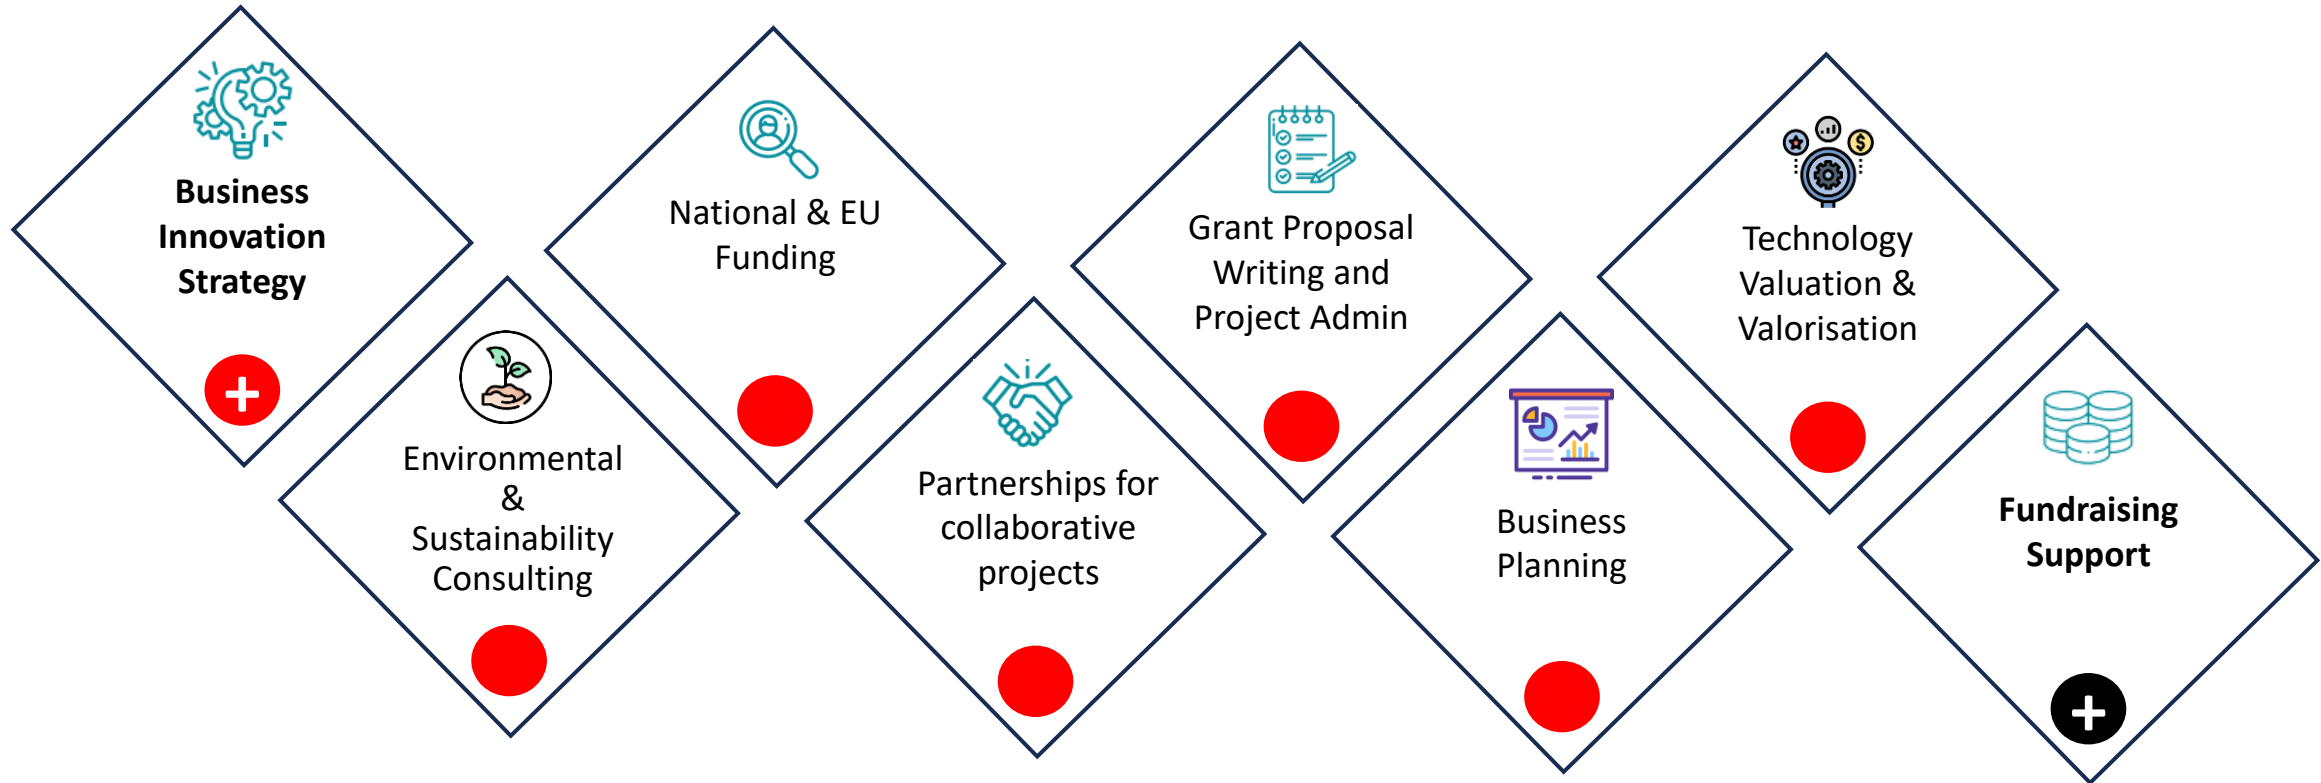 Business
Innovation
Strategy
+
Environmental
&
Sustainability
Consulting
National & EU
Funding
Partnerships for
collaborative
projects
Grant Proposal
Writing and
Project Admin
Business
Planning
$
Technology
Valuation &
Valorisation
Fundraising
Support
+